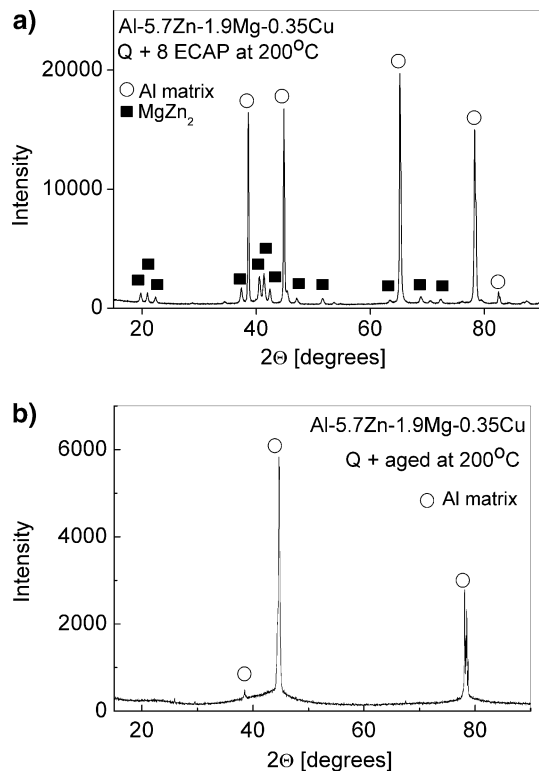 a)
Al-5.7Zn-1.9Mg-0.35Cu
Q + 8 ECAP at 200°C
Al matrix
MgZn₂
Intensity
20000
10000
0
20 40 60 80
2Θ [degrees]
b)
Al-5.7Zn-1.9Mg-0.35Cu
Q + aged at 200°C
Al matrix
Intensity
6000
4000
2000
0
20 40 60 80
2Θ [degrees]